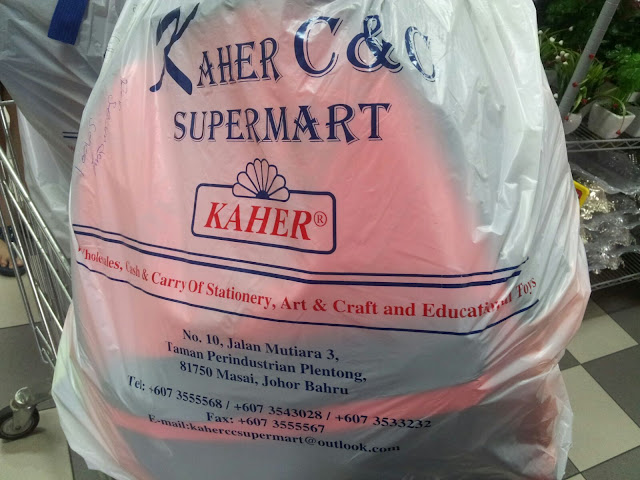 KAHER C & C
SUPERMART
KAHER®
Wholesales, Cash & Carry Of Stationery, Art & Craft and Educational Toys
No. 10, Jalan Mutiara 3,
Taman Perindustrian Plentong,
81750 Masai, Johor Bahru
Tel: +607 3555568 / +607 3543028 / +607 3533232
Fax: +607 3555567
E-mail:kaherccsupermart@outlook.com